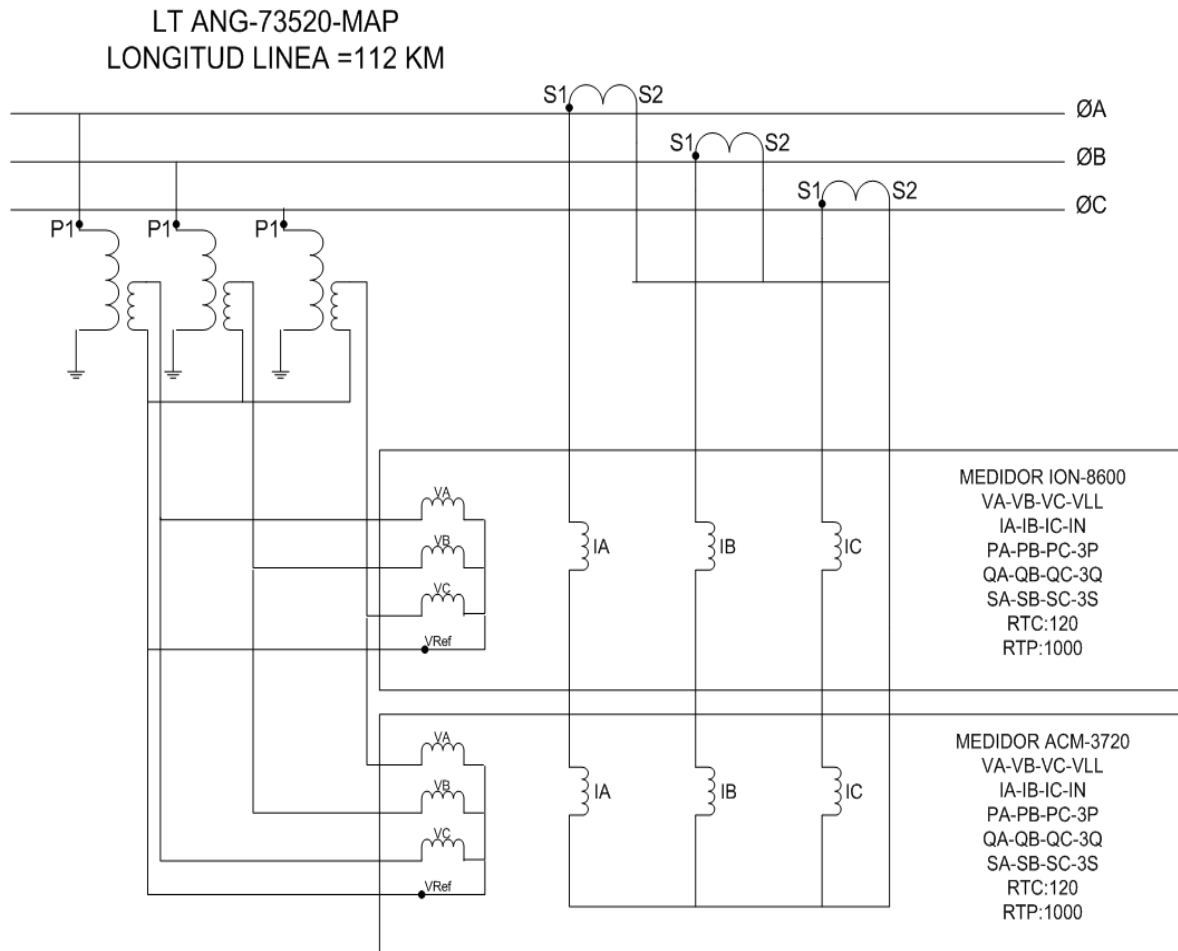 LT ANG-73520-MAP
LONGITUD LINEA =112 KM
S1 S2
ØA
S1 S2
ØB
S1 S2
ØC
P1 P1 P1
MEDIDOR ION-8600
VA-VB-VC-VLL
IA-IB-IC-IN
PA-PB-PC-3P
QA-QB-QC-3Q
SA-SB-SC-3S
RTC:120
RTP:1000
VA
VB
VC
VRef
IA IB IC
MEDIDOR ACM-3720
VA-VB-VC-VLL
IA-IB-IC-IN
PA-PB-PC-3P
QA-QB-QC-3Q
SA-SB-SC-3S
RTC:120
RTP:1000
VA
VB
VC
VRef
IA IB IC